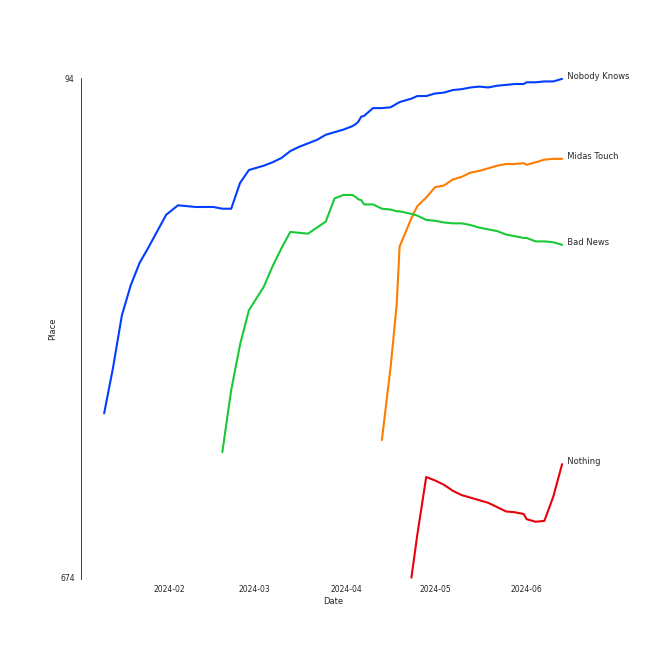 94
Nobody Knows
Midas Touch
Bad News
Place
Nothing
674
2024-02
2024-03
2024-04
2024-05
2024-06
Date